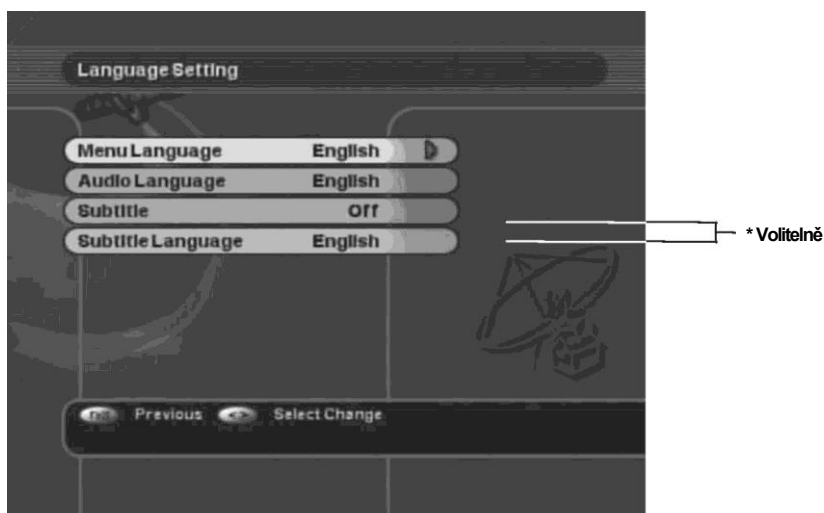 Language Setting
Menu Language English
Audio Language English
Subtitle Off
Subtitle Language English
* Volitelně
Previous Select Change